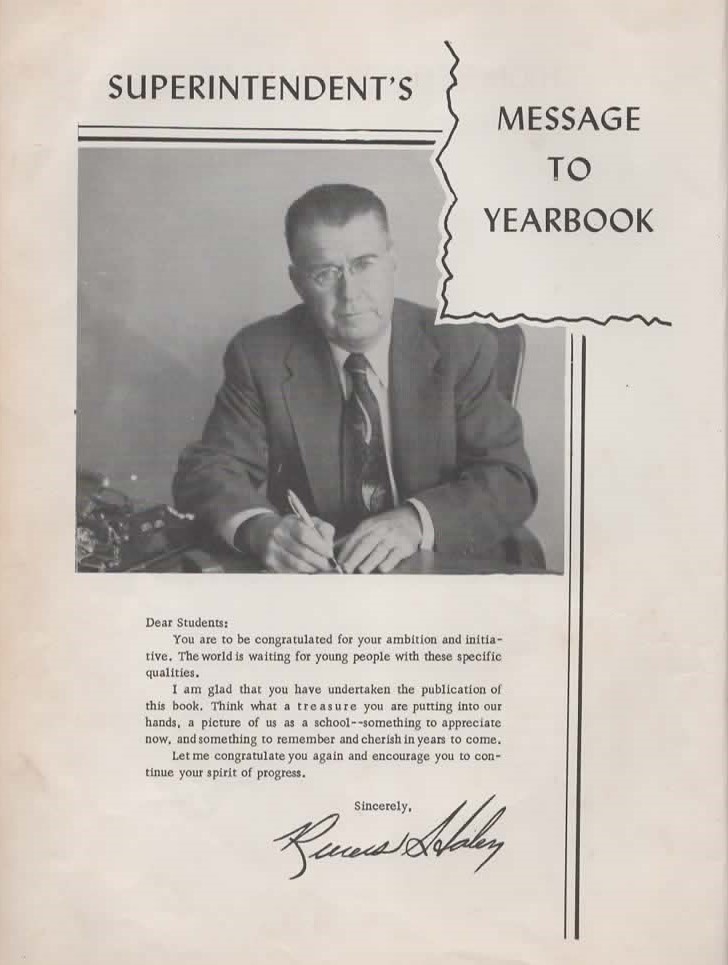 SUPERINTENDENT'S
MESSAGE
TO
YEARBOOK
Dear Students:
You are to be congratulated for your ambition and initia-
tive. The world is waiting for young people with these specific
qualities.
I am glad that you have undertaken the publication of
this book. Think what a treasure you are putting into our
hands, a picture of us as a school--something to appreciate
now, and something to remember and cherish in years to come.
Let me congratulate you again and encourage you to con-
tinue your spirit of progress.
Sincerely,